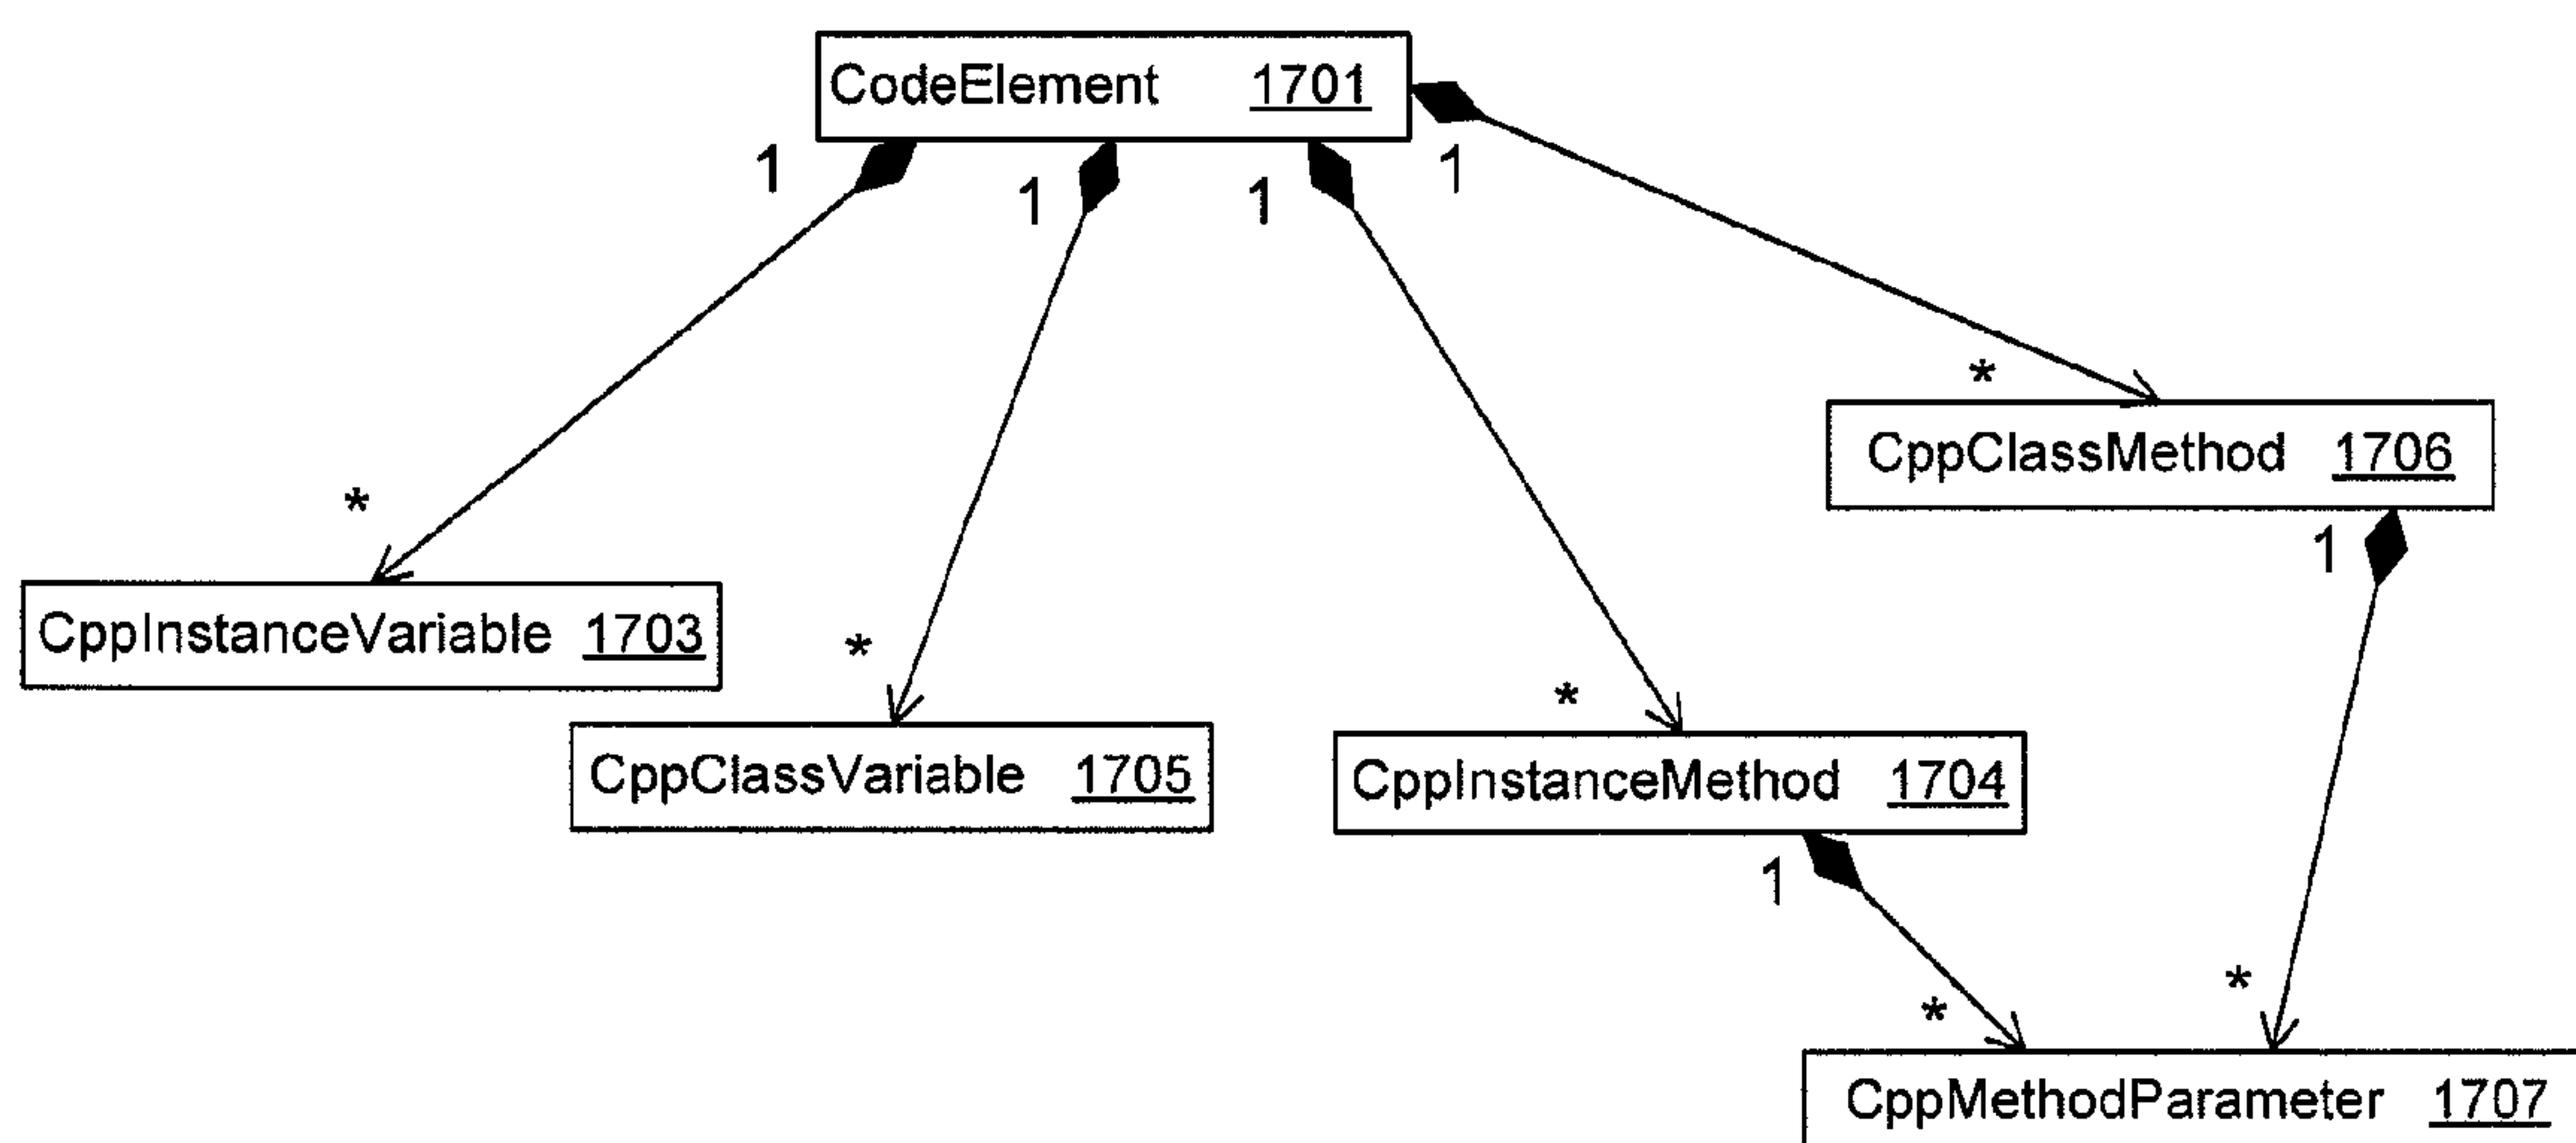 CodeElement 1701
1 1 1 1
*
CppClassMethod 1706
*
1
CppInstanceVariable 1703
*
*
CppClassVariable 1705
CppInstanceMethod 1704
1
*
*
CppMethodParameter 1707